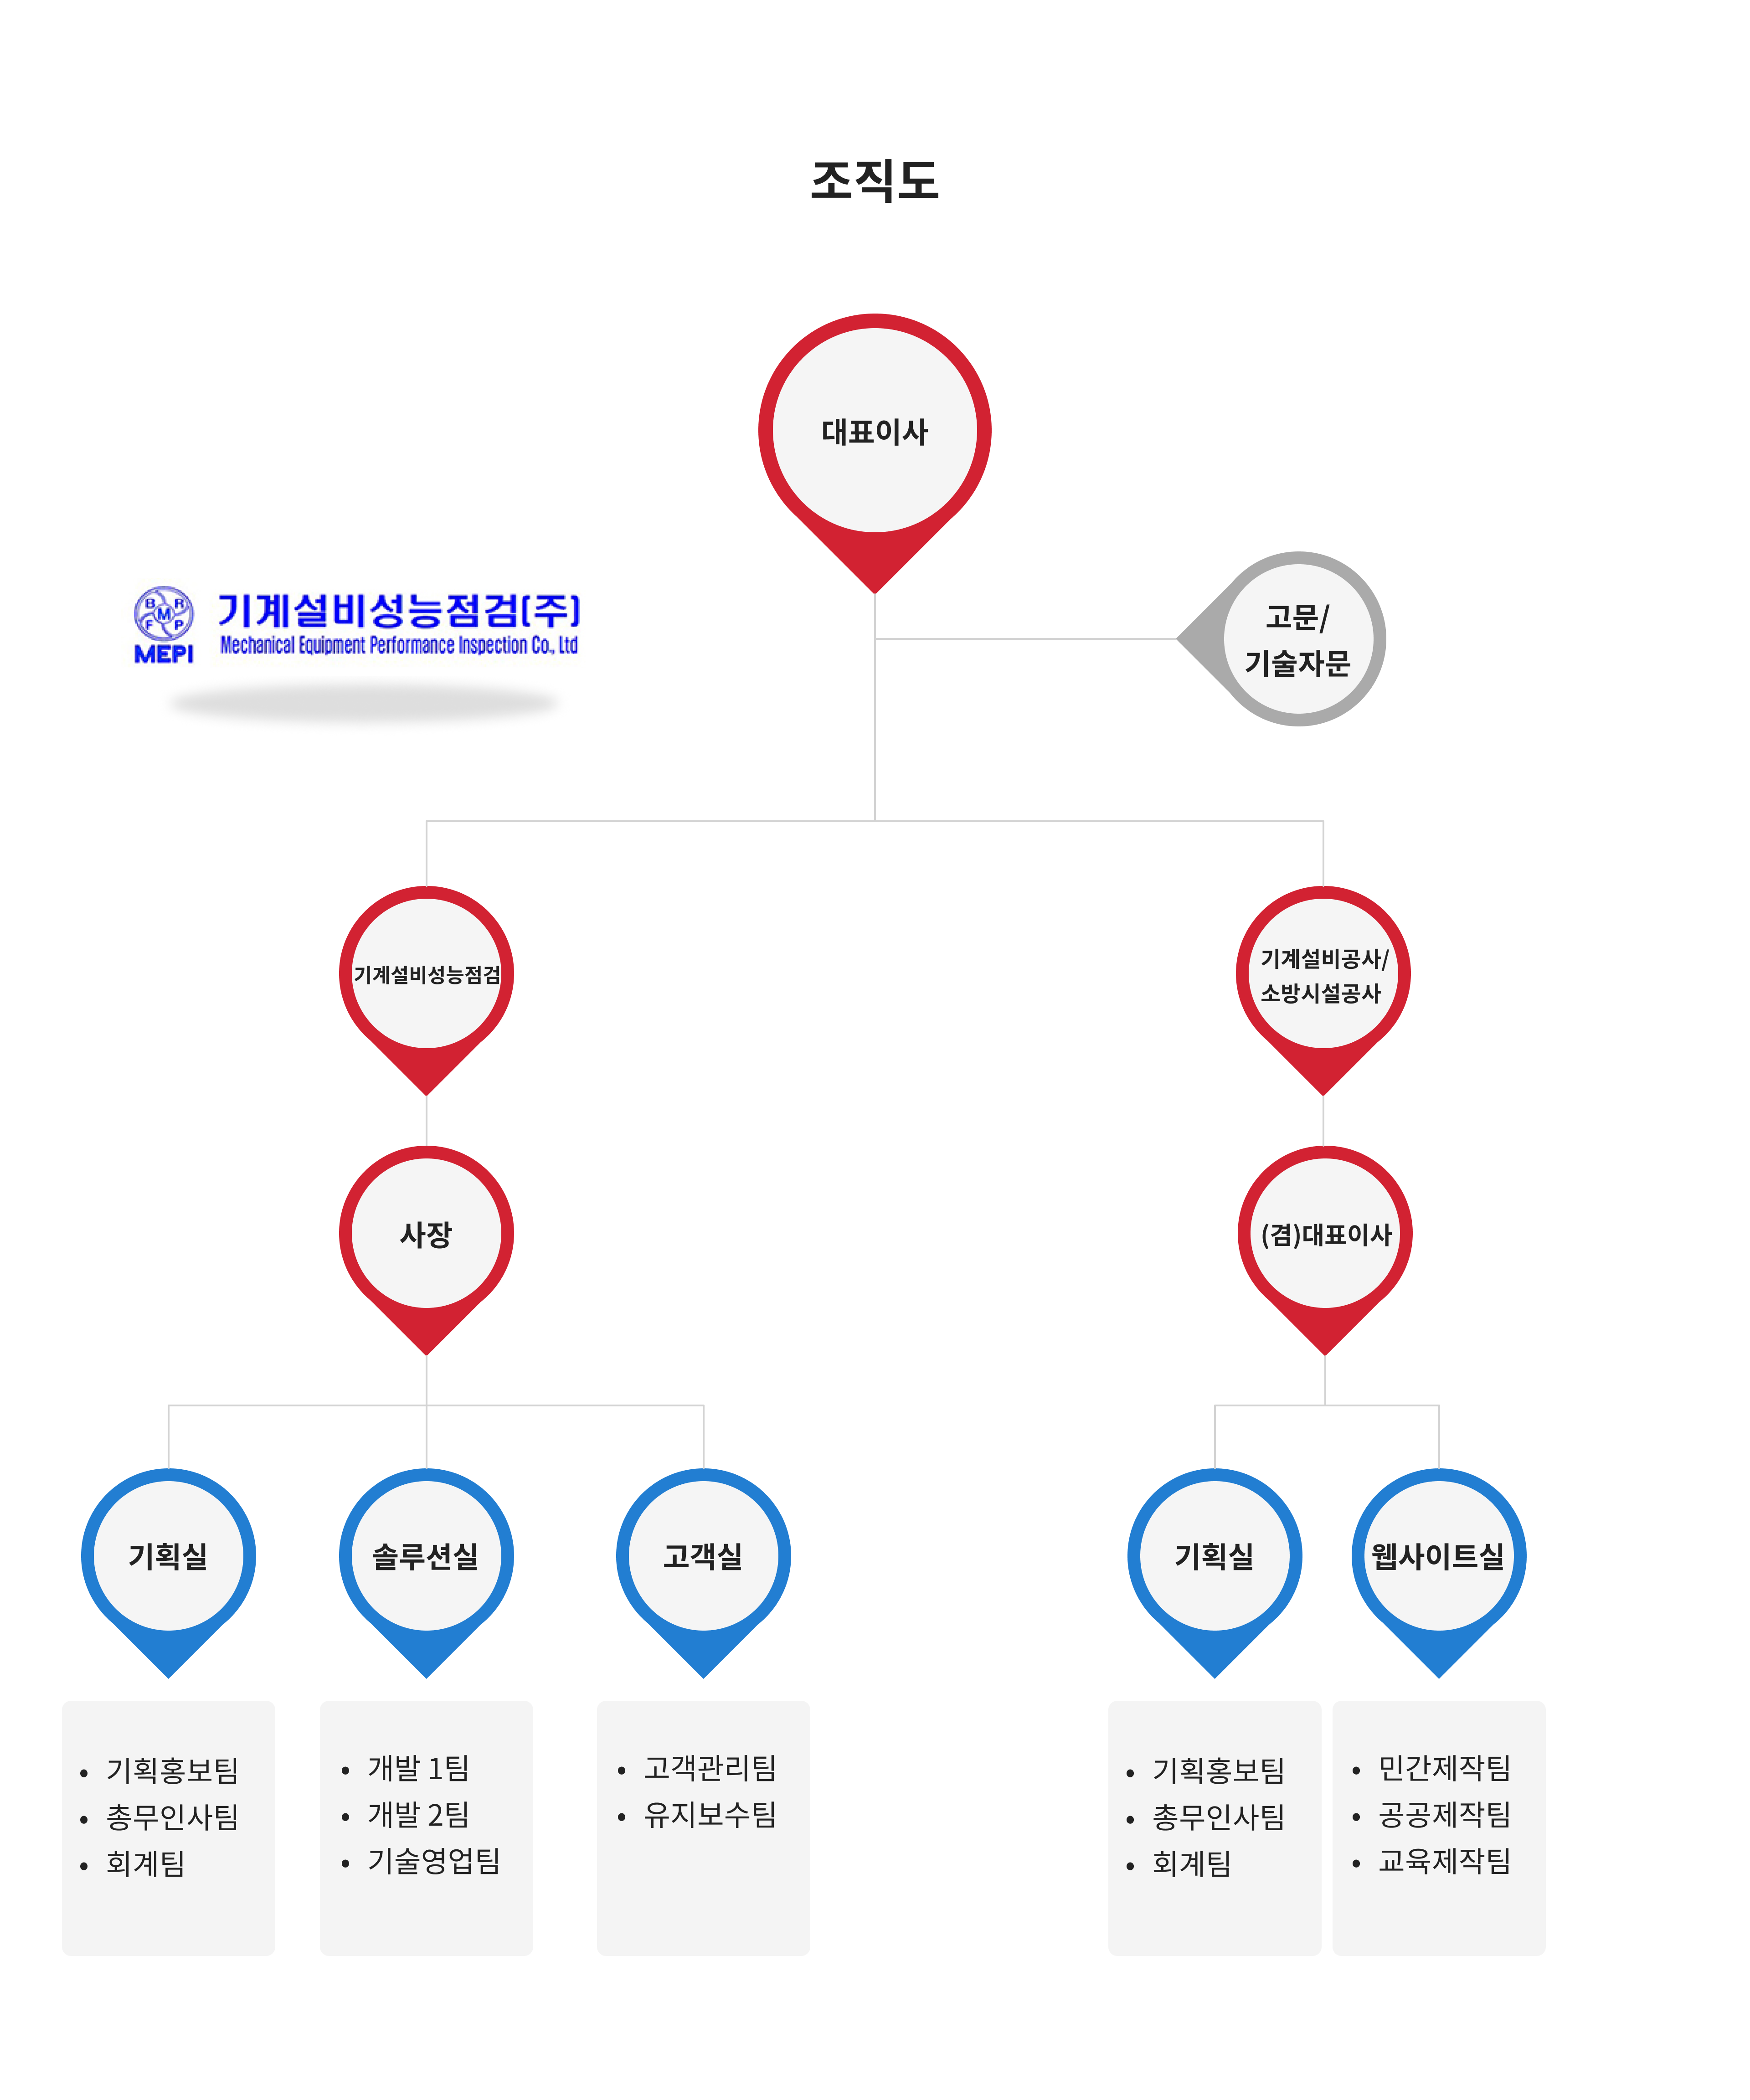 조직도
대표이사
고문/
기술자문
B R
M
F P
MEPI
기계설비성능점검(주)
Mechanical Equipment Performance Inspection Co., Ltd
기계설비성능점검
기계설비공사/
소방시설공사
사장
(겸)대표이사
기획실
솔루션실
고객실
기획실
웹사이트실
• 기획홍보팀
• 총무인사팀
• 회계팀
• 개발 1팀
• 개발 2팀
• 기술영업팀
• 고객관리팀
• 유지보수팀
• 기획홍보팀
• 총무인사팀
• 회계팀
• 민간제작팀
• 공공제작팀
• 교육제작팀